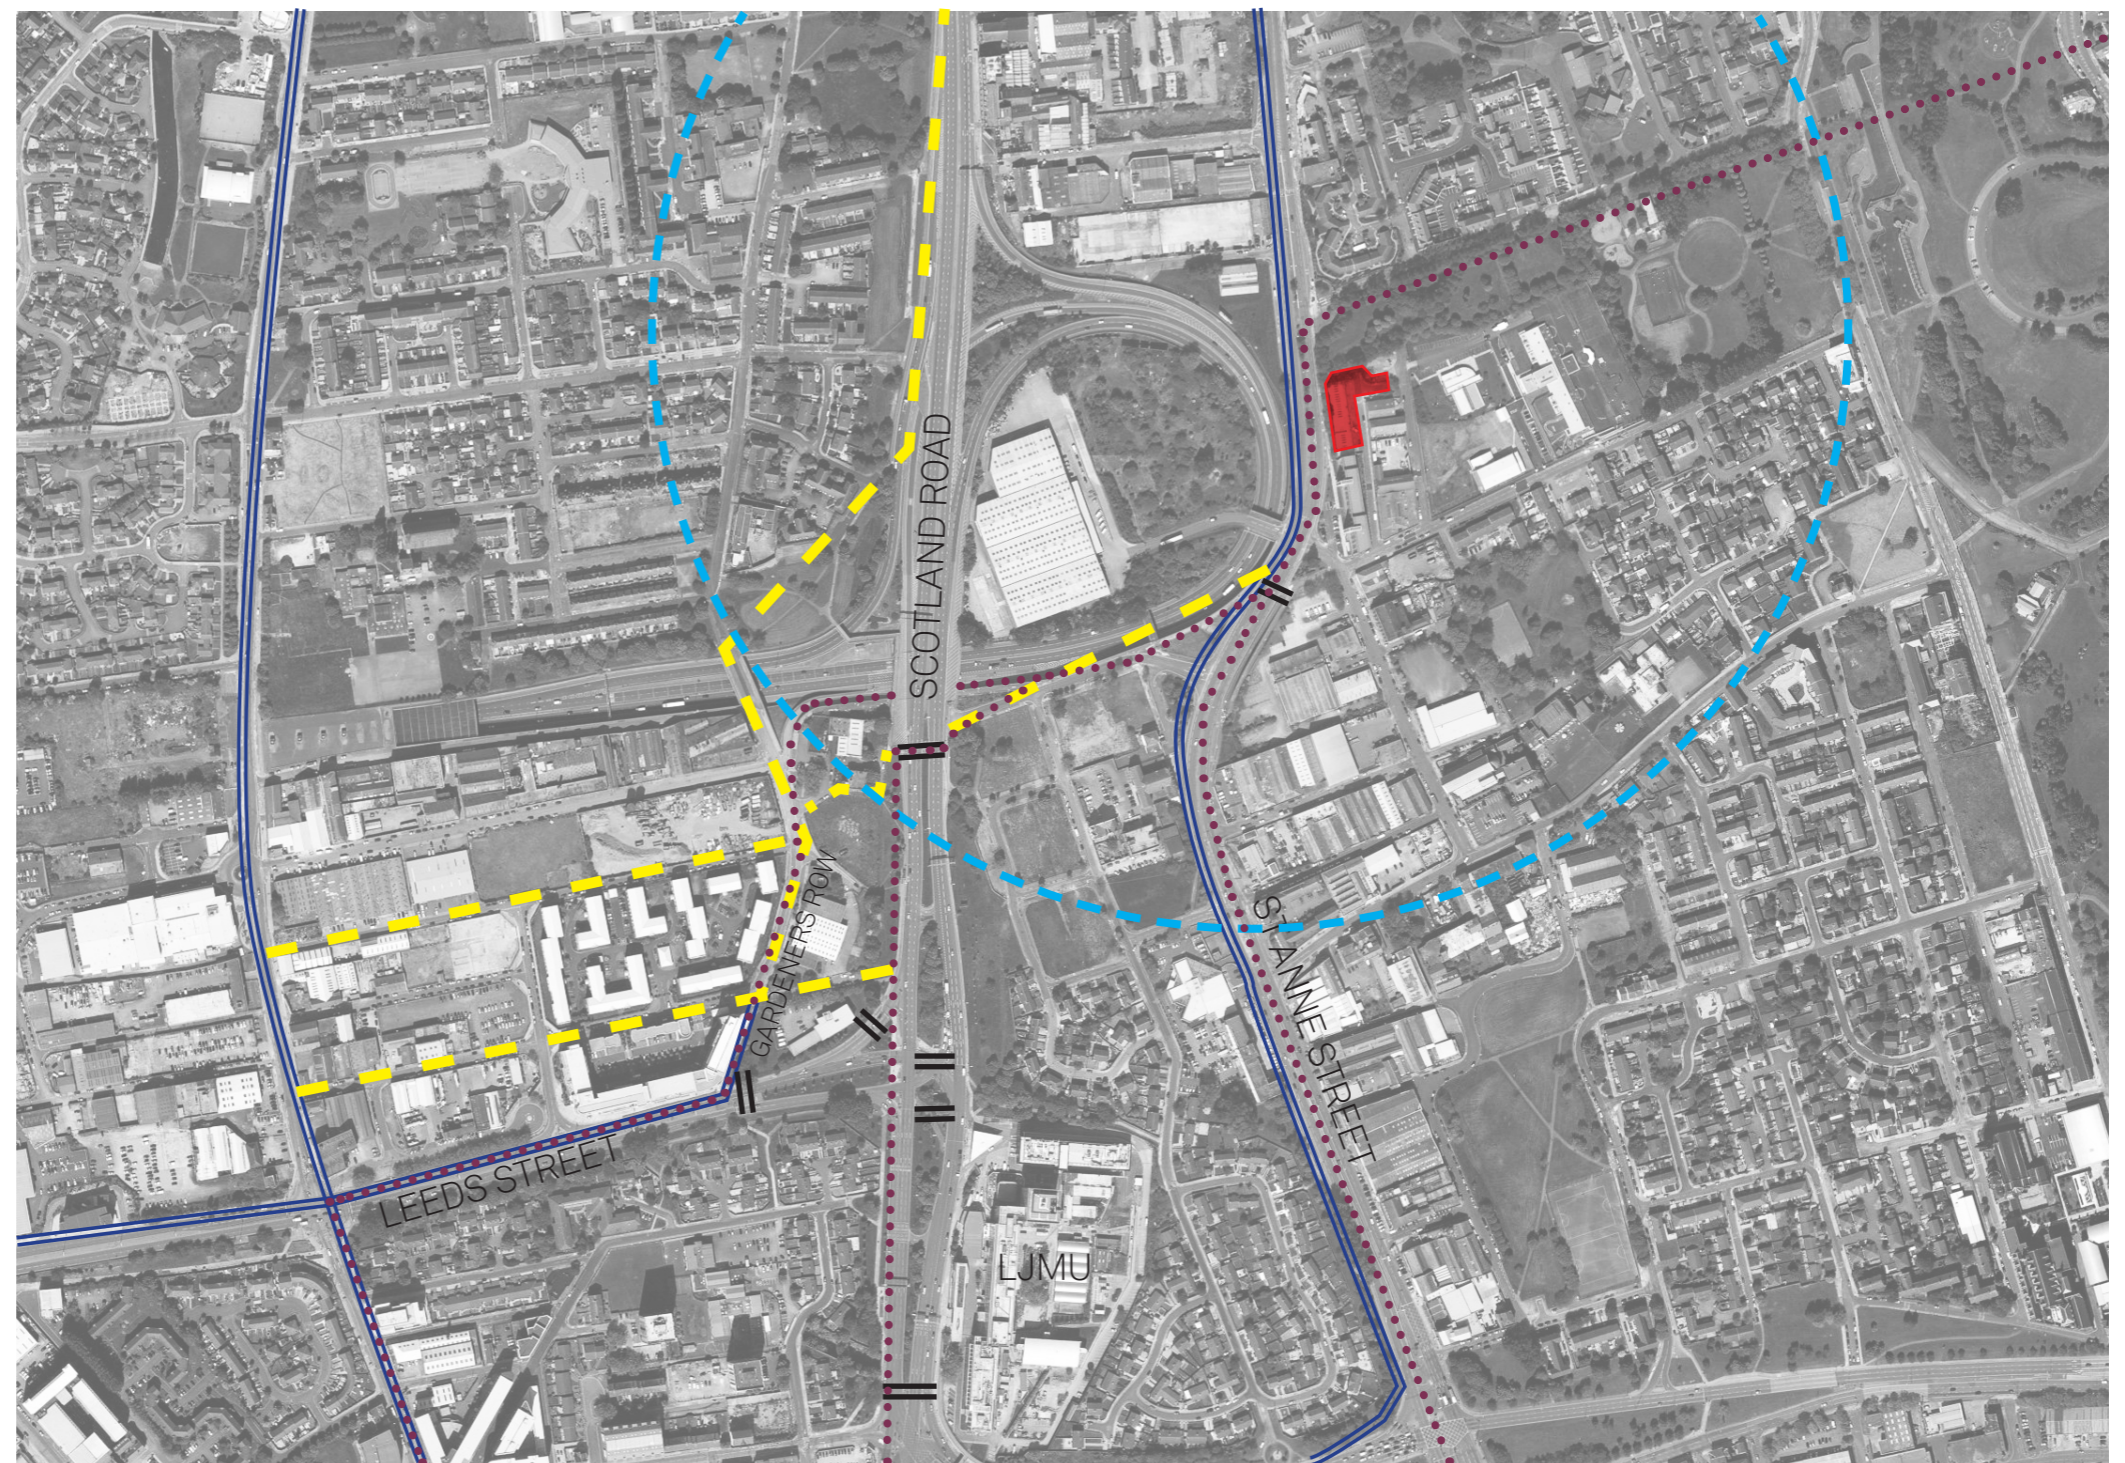 SCOTLAND ROAD
GARDENERS ROW
ST ANNE STREET
LEEDS STREET
LJMU